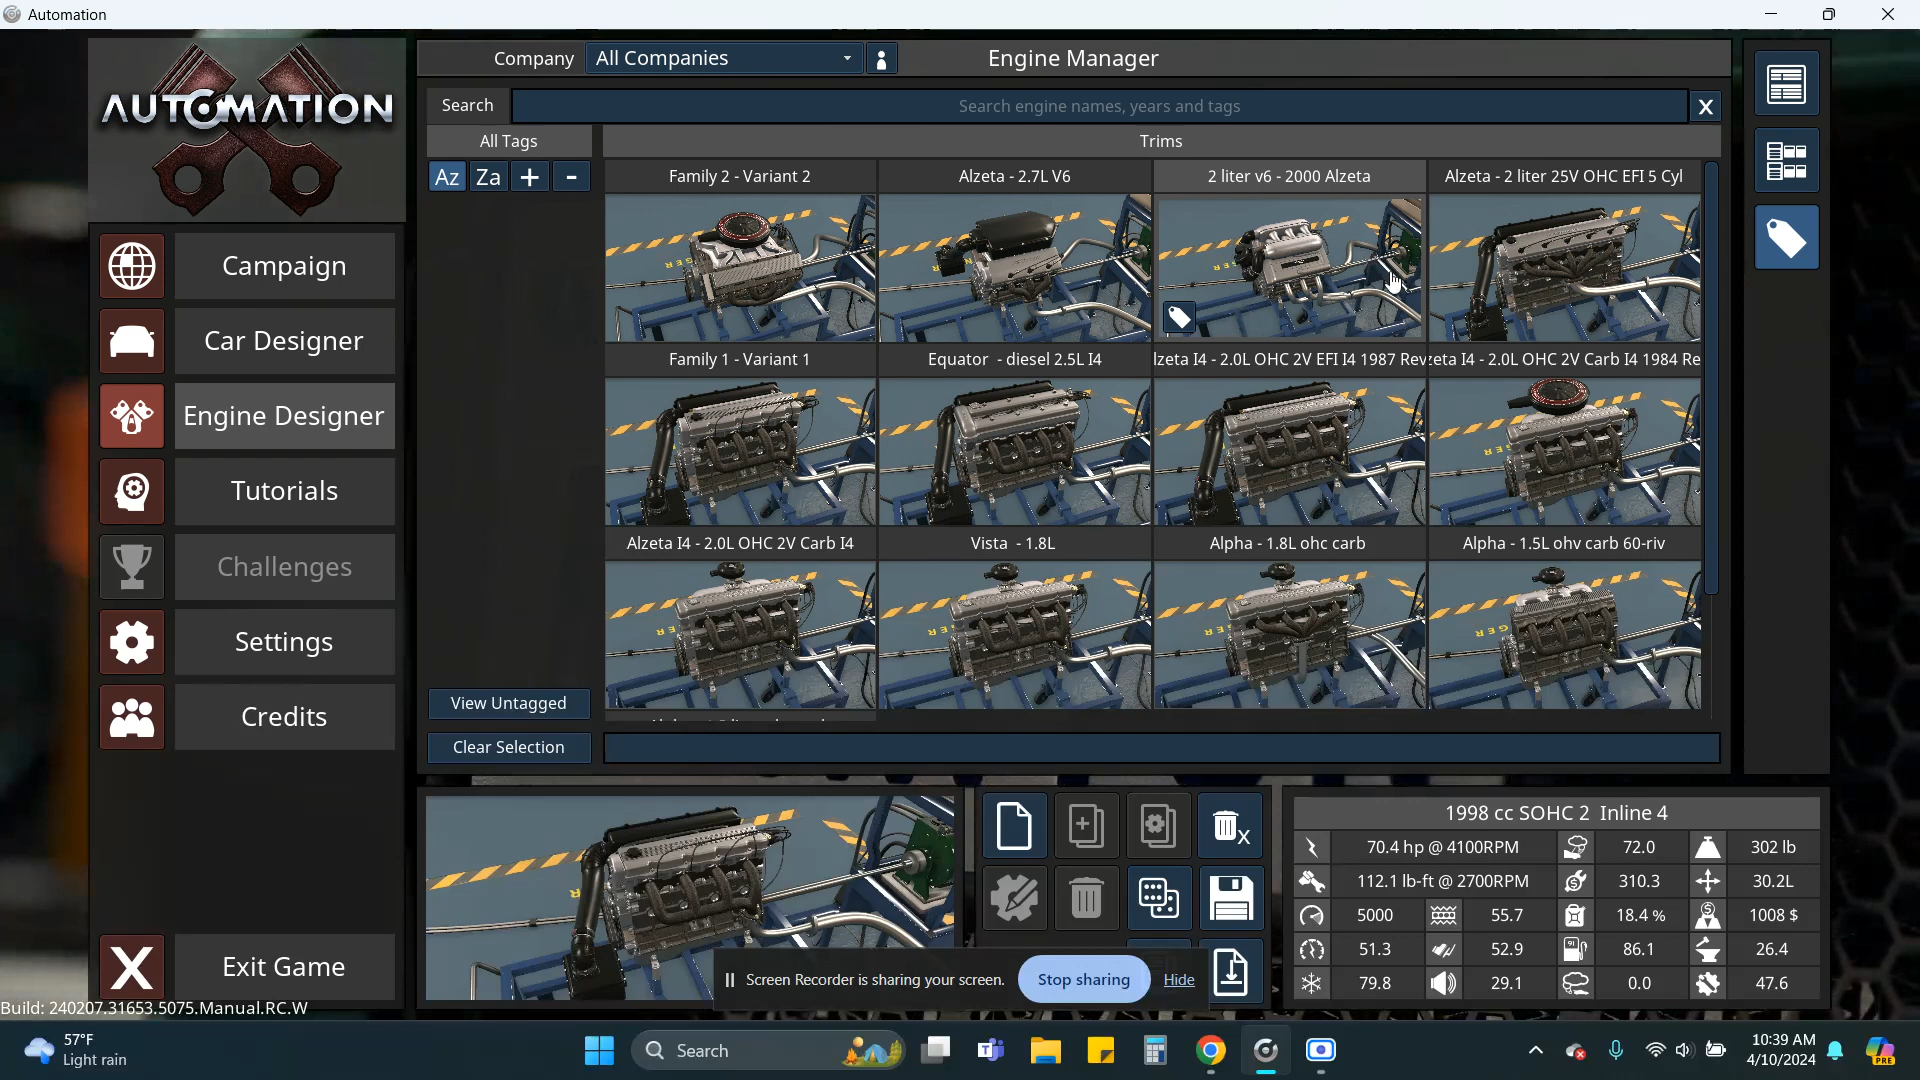 Automation
Company All Companies Engine Manager
AUTOMATION
Search Search engine names, years and tags X
All Tags Trims
Az Za + -
Family 2 - Variant 2 Alzeta - 2.7L V6 2 liter v6 - 2000 Alzeta Alzeta - 2 liter 25V OHC EFI 5 Cyl
Family 1 - Variant 1 Equator - diesel 2.5L I4 lzeta I4 - 2.0L OHC 2V EFI I4 1987 Rev zeta I4 - 2.0L OHC 2V Carb I4 1984 Re
Alzeta I4 - 2.0L OHC 2V Carb I4 Vista - 1.8L Alpha - 1.8L ohc carb Alpha - 1.5L ohv carb 60-riv
Campaign
Car Designer
Engine Designer
Tutorials
Challenges
Settings
Credits
View Untagged
Clear Selection
1998 cc SOHC 2 Inline 4
70.4 hp @ 4100RPM 72.0 302 lb
112.1 lb-ft @ 2700RPM 310.3 30.2L
5000 55.7 18.4 % 1008 $
51.3 52.9 86.1 26.4
79.8 29.1 0.0 47.6
X Exit Game
Screen Recorder is sharing your screen. Stop sharing Hide
Build: 240207.31653.5075.Manual.RC.W
57°F
Light rain
Search
10:39 AM
4/10/2024
PRE